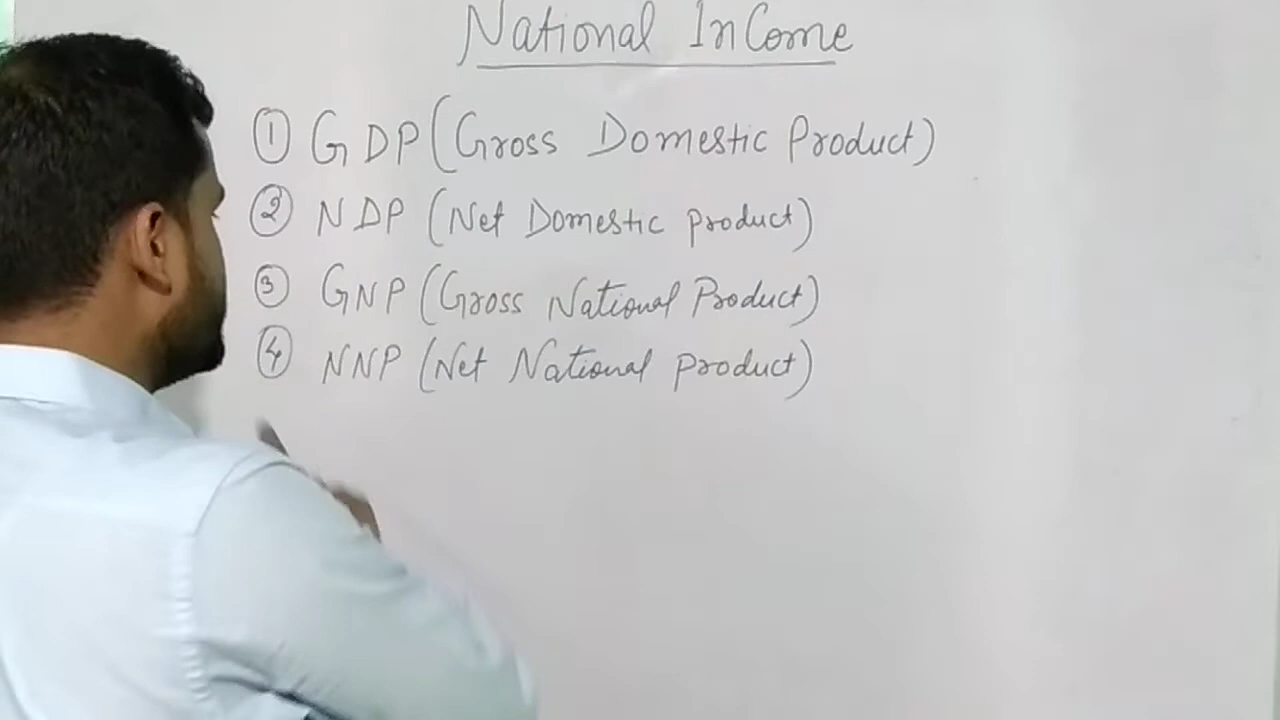 National InCome
① GDP (Gross Domestic Product)
② NDP (Net Domestic product)
③ GNP (Gross National Product)
④ NNP (Net National product)